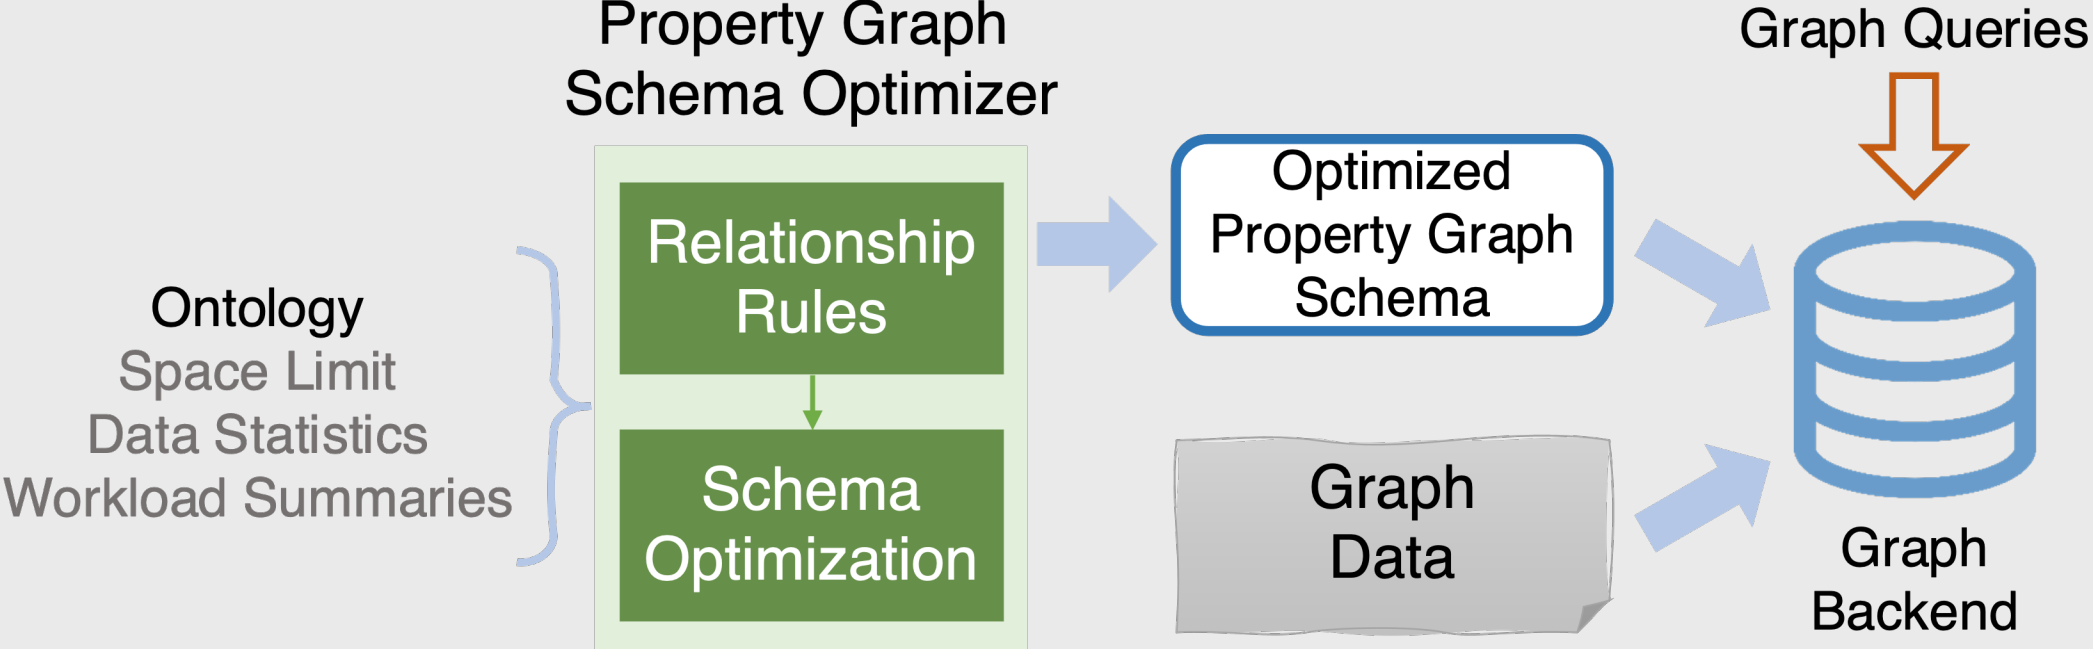 Property Graph
Schema Optimizer
Ontology
Space Limit
Data Statistics
Workload Summaries
Relationship
Rules
Schema
Optimization
Optimized
Property Graph
Schema
Graph
Data
Graph Queries
Graph
Backend